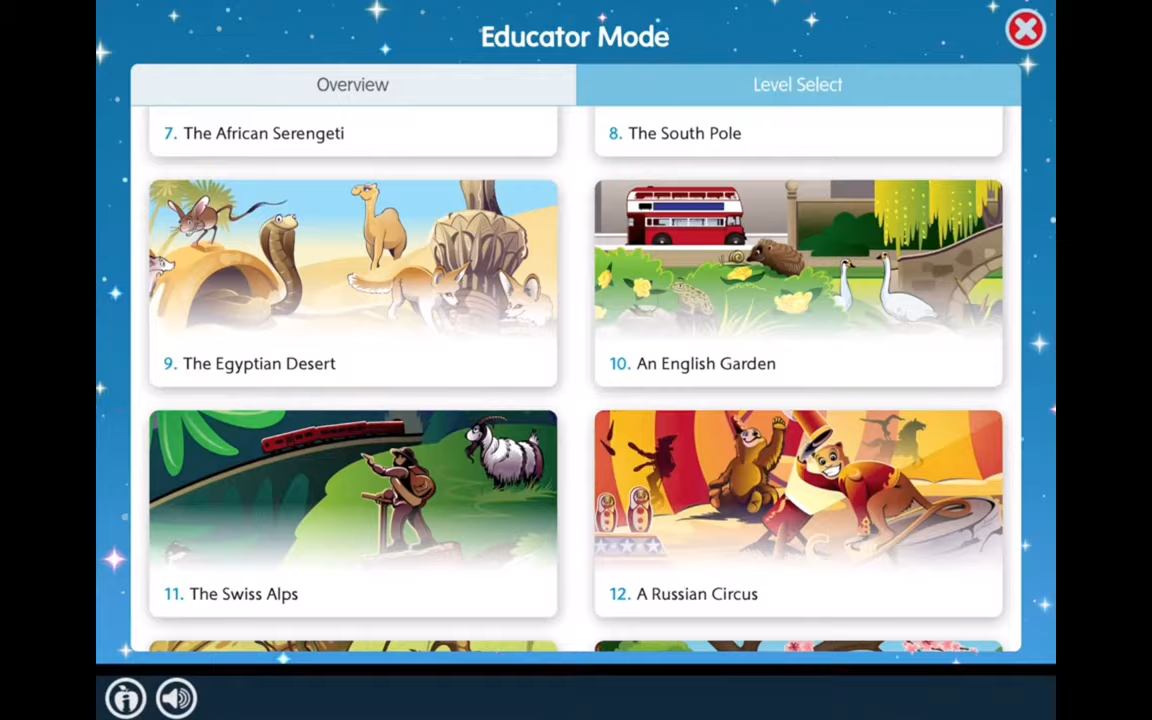 Educator Mode
Overview
Level Select
7. The African Serengeti
8. The South Pole
9. The Egyptian Desert
10. An English Garden
11. The Swiss Alps
12. A Russian Circus